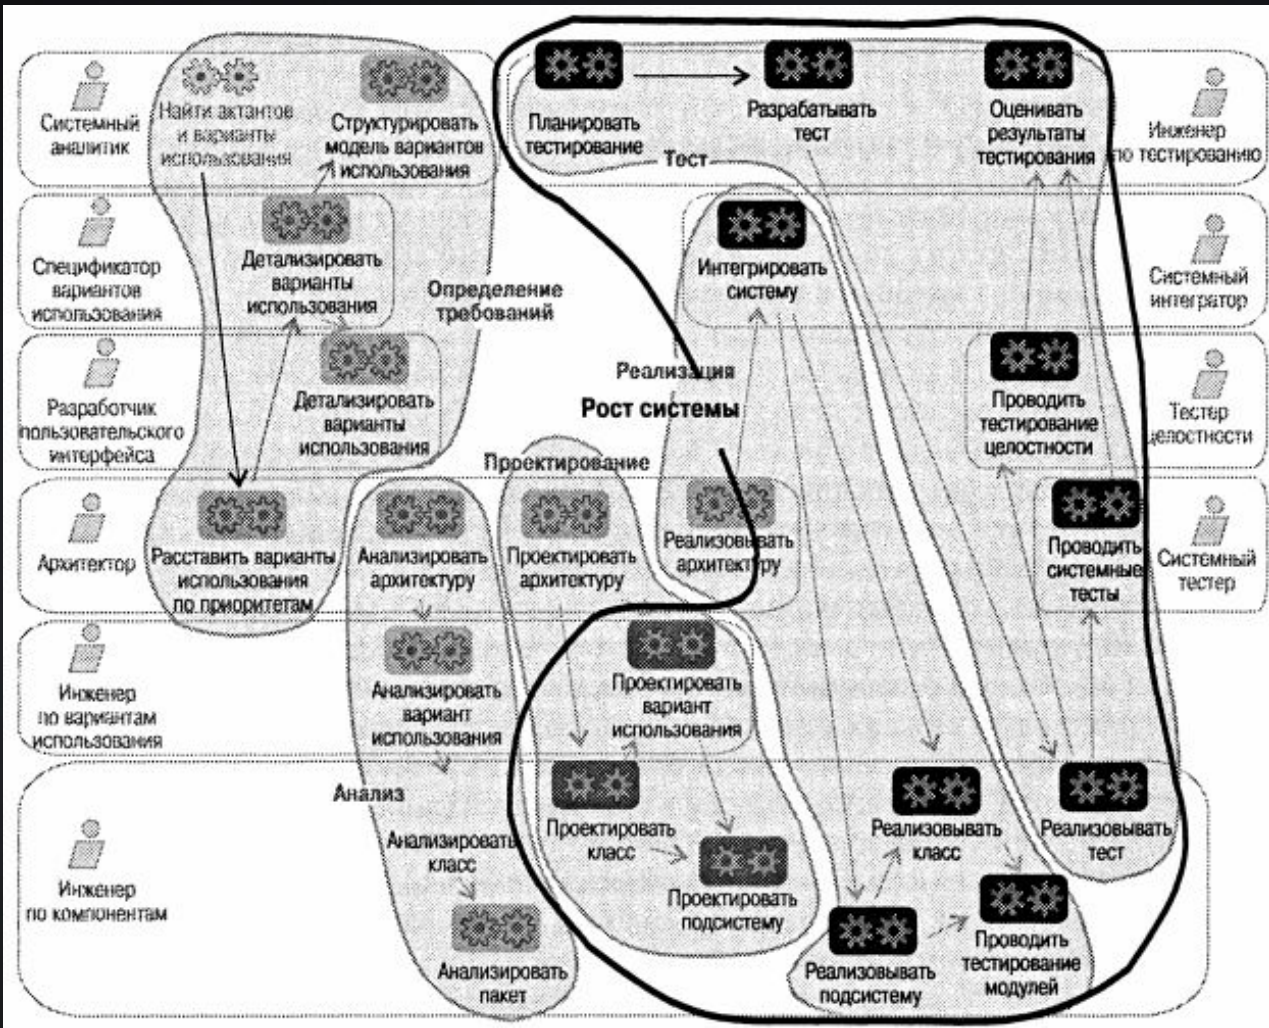 Системный
аналитик
Найти актантов
и варианты
использования
Структурировать
модель вариантов
использования
Планировать
тестирование
Разрабатывать
тест
Оценивать
результаты
тестирования
Инженер
по тестированию
Тест
Спецификатор
вариантов
использования
Детализировать
варианты
использования
Определение
требований
Интегрировать
систему
Системный
интегратор
Разработчик
пользовательского
интерфейса
Детализировать
варианты
использования
Реализация
Рост системы
Проводить
тестирование
целостности
Тестер
целостности
Проектирование
Архитектор
Расставить варианты
использования
по приоритетам
Анализировать
архитектуру
Проектировать
архитектуру
Реализовывать
архитектуру
Проводить
системные
тесты
Системный
тестер
Инженер
по вариантам
использования
Анализировать
вариант
использования
Проектировать
вариант
использования
Анализ
Инженер
по компонентам
Анализировать
класс
Проектировать
класс
Реализовывать
класс
Реализовывать
тест
Проектировать
подсистему
Анализировать
пакет
Реализовывать
подсистему
Проводить
тестирование
модулей